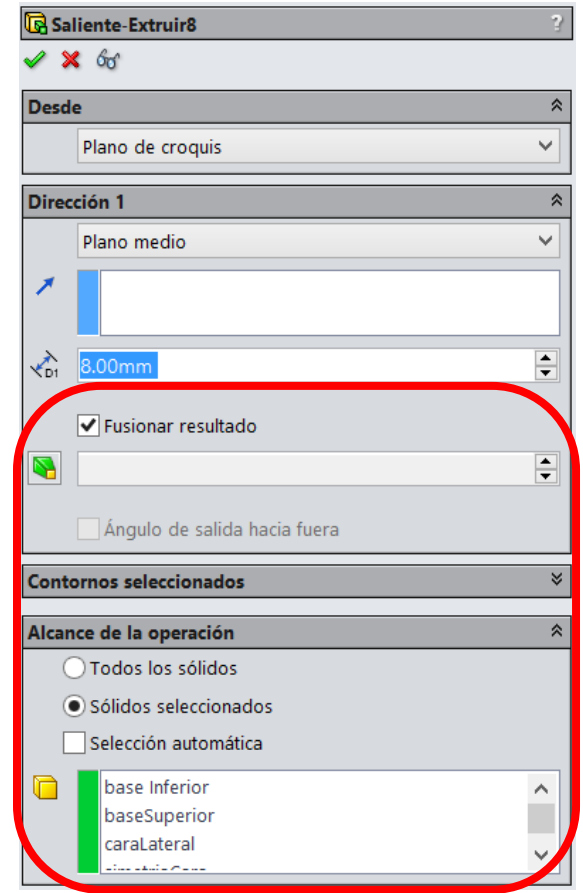 Saliente-Extruir8 ?
Desde
Plano de croquis
Dirección 1
Plano medio
D1 8.00mm
Fusionar resultado
Ángulo de salida hacia fuera
Contornos seleccionados
Alcance de la operación
Todos los sólidos
Sólidos seleccionados
Selección automática
base Inferior
baseSuperior
caraLateral